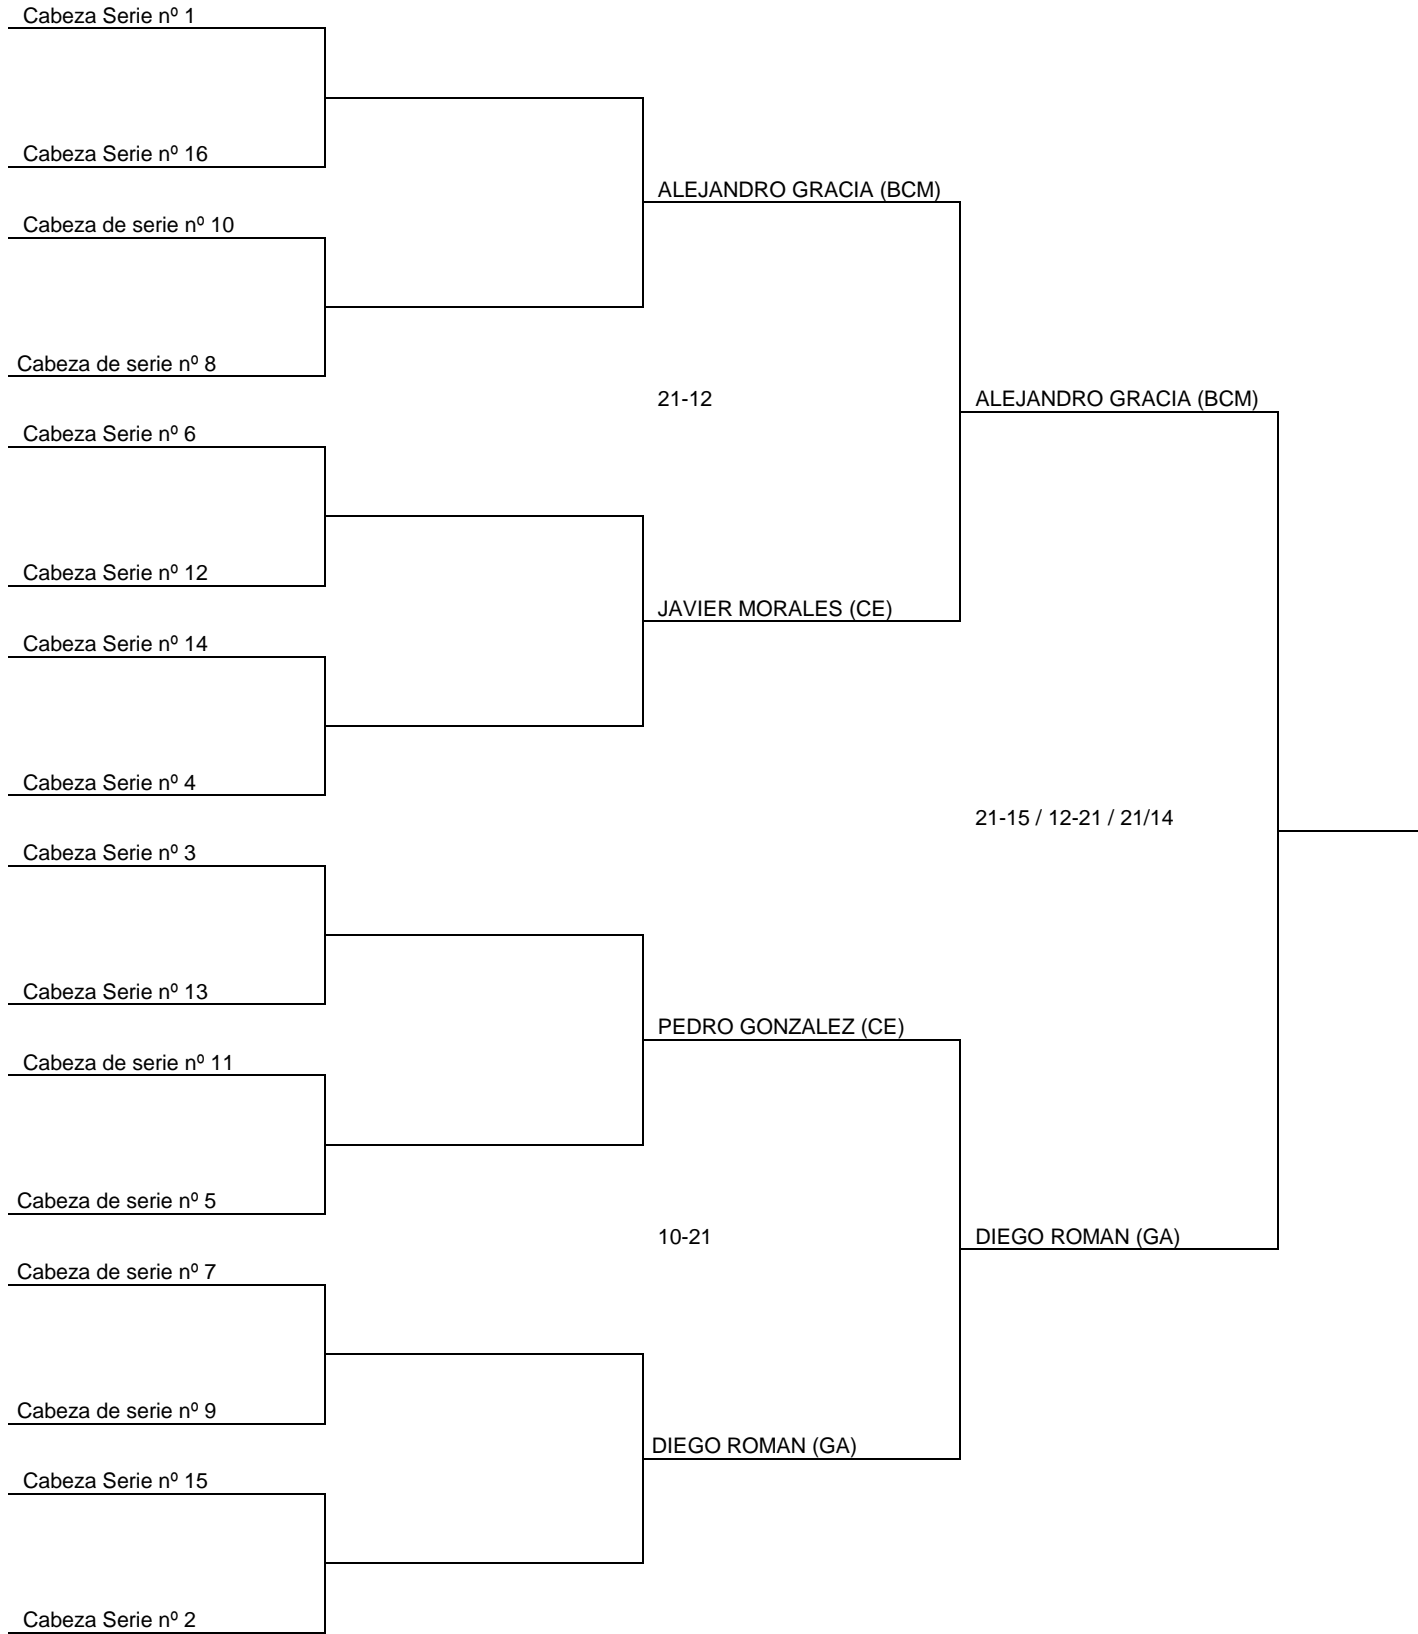 Cabeza Serie nº 1
Cabeza Serie nº 16
ALEJANDRO GRACIA (BCM)
Cabeza de serie nº 10
Cabeza de serie nº 8
21-12
ALEJANDRO GRACIA (BCM)
Cabeza Serie nº 6
Cabeza Serie nº 12
JAVIER MORALES (CE)
Cabeza Serie nº 14
Cabeza Serie nº 4
21-15 / 12-21 / 21/14
Cabeza Serie nº 3
Cabeza Serie nº 13
PEDRO GONZALEZ (CE)
Cabeza de serie nº 11
Cabeza de serie nº 5
10-21
DIEGO ROMAN (GA)
Cabeza de serie nº 7
Cabeza de serie nº 9
DIEGO ROMAN (GA)
Cabeza Serie nº 15
Cabeza Serie nº 2